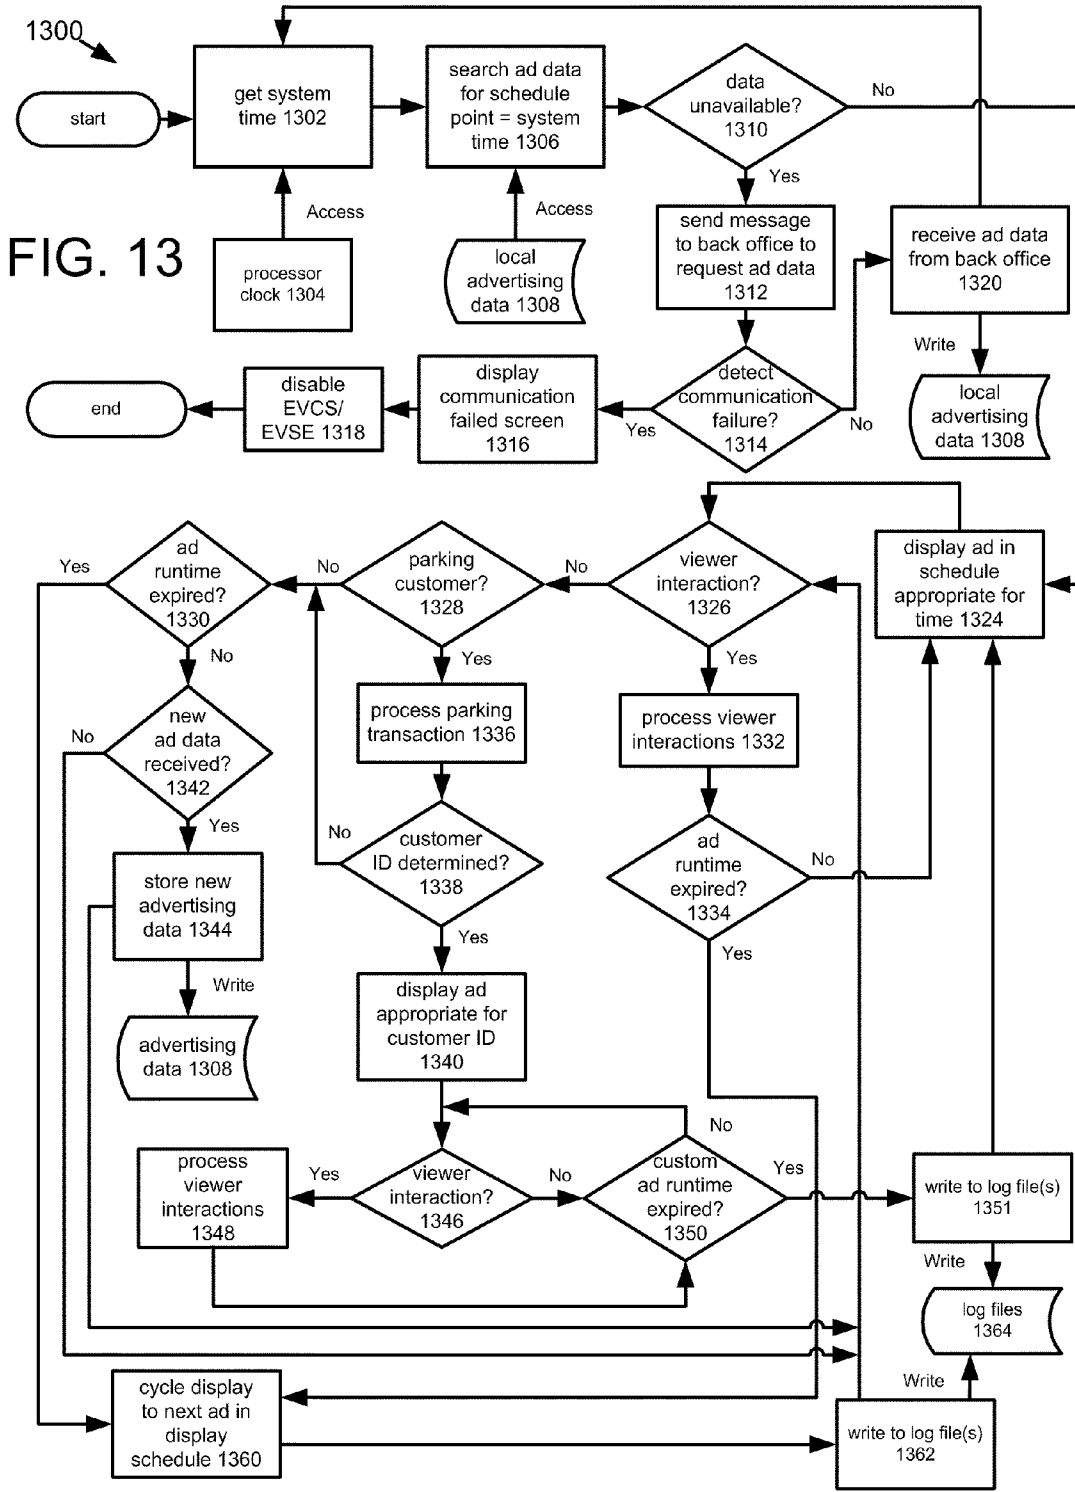 1300
start
get system
time 1302
search ad data
for schedule
point = system
time 1306
data
unavailable?
1310
No
Yes
Access
Access
FIG. 13
processor
clock 1304
local
advertising
data 1308
send message
to back office to
request ad data
1312
receive ad data
from back office
1320
Write
end
disable
EVCS/
EVSE 1318
display
communication
failed screen
1316
Yes
detect
communication
failure?
1314
No
local
advertising
data 1308
Yes
ad
runtime
expired?
1330
No
parking
customer?
1328
No
viewer
interaction?
1326
display ad in
schedule
appropriate for
time 1324
No
Yes
Yes
No
new
ad data
received?
1342
process parking
transaction 1336
process viewer
interactions 1332
Yes
No
customer
ID determined?
1338
ad
runtime
expired?
1334
No
store new
advertising
data 1344
Yes
Yes
Write
display ad
appropriate for
customer ID
1340
advertising
data 1308
No
process
viewer
interactions
1348
Yes
viewer
interaction?
1346
No
custom
ad runtime
expired?
1350
Yes
write to log file(s)
1351
Write
log files
1364
Write
cycle display
to next ad in
display
schedule 1360
write to log file(s)
1362